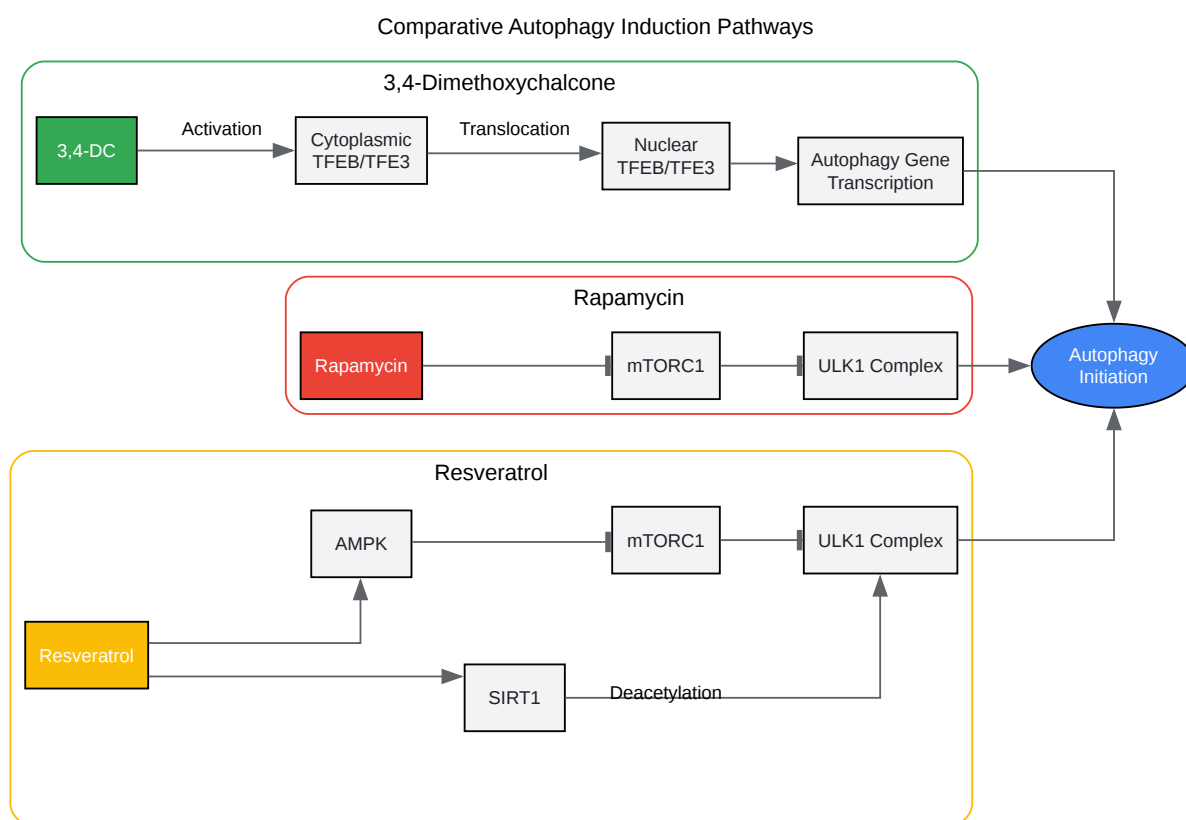 Comparative Autophagy Induction Pathways
3,4-Dimethoxychalcone
3,4-DC
Activation
Cytoplasmic
TFEB/TFE3
Translocation
Nuclear
TFEB/TFE3
Autophagy Gene
Transcription
Rapamycin
Rapamycin
mTORC1
ULK1 Complex
Autophagy
Initiation
Resveratrol
AMPK
mTORC1
ULK1 Complex
Resveratrol
SIRT1
Deacetylation